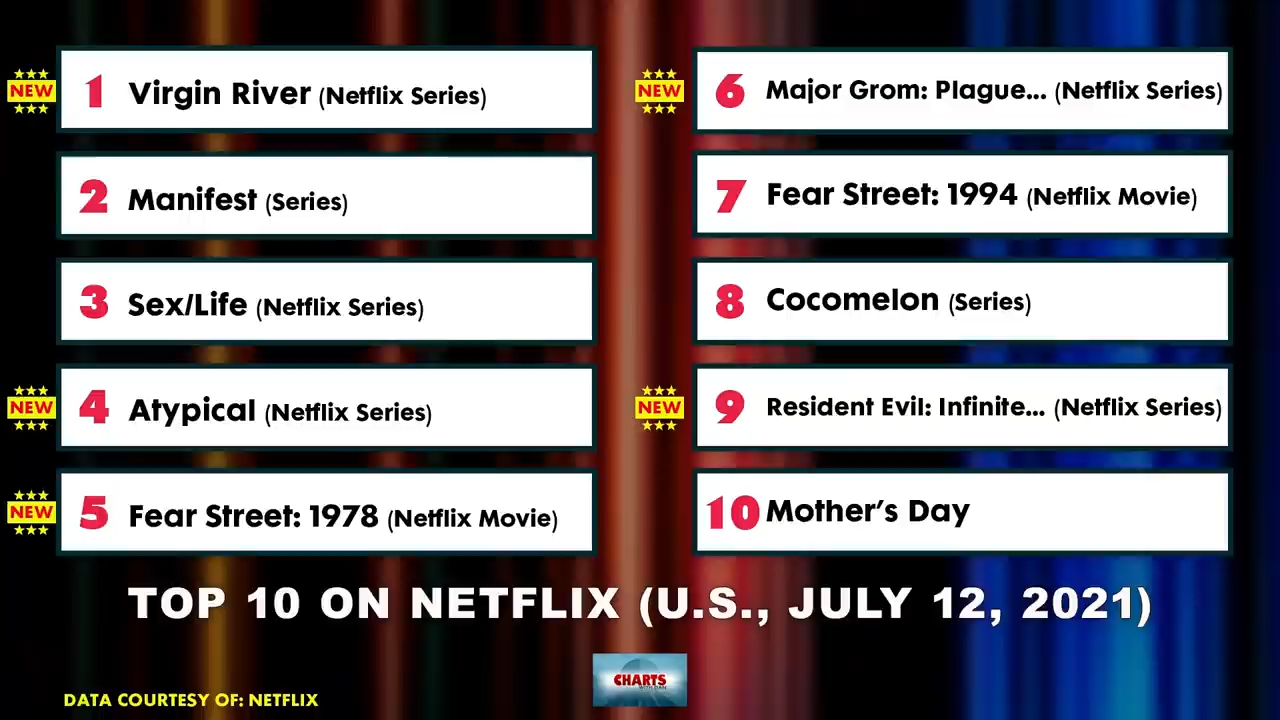 NEW
1 Virgin River (Netflix Series)
2 Manifest (Series)
3 Sex/Life (Netflix Series)
NEW
4 Atypical (Netflix Series)
NEW
5 Fear Street: 1978 (Netflix Movie)
NEW
6 Major Grom: Plague... (Netflix Series)
7 Fear Street: 1994 (Netflix Movie)
8 Cocomelon (Series)
NEW
9 Resident Evil: Infinite... (Netflix Series)
10 Mother's Day
TOP 10 ON NETFLIX (U.S., JULY 12, 2021)
CHARTS
WITH DAN
DATA COURTESY OF: NETFLIX